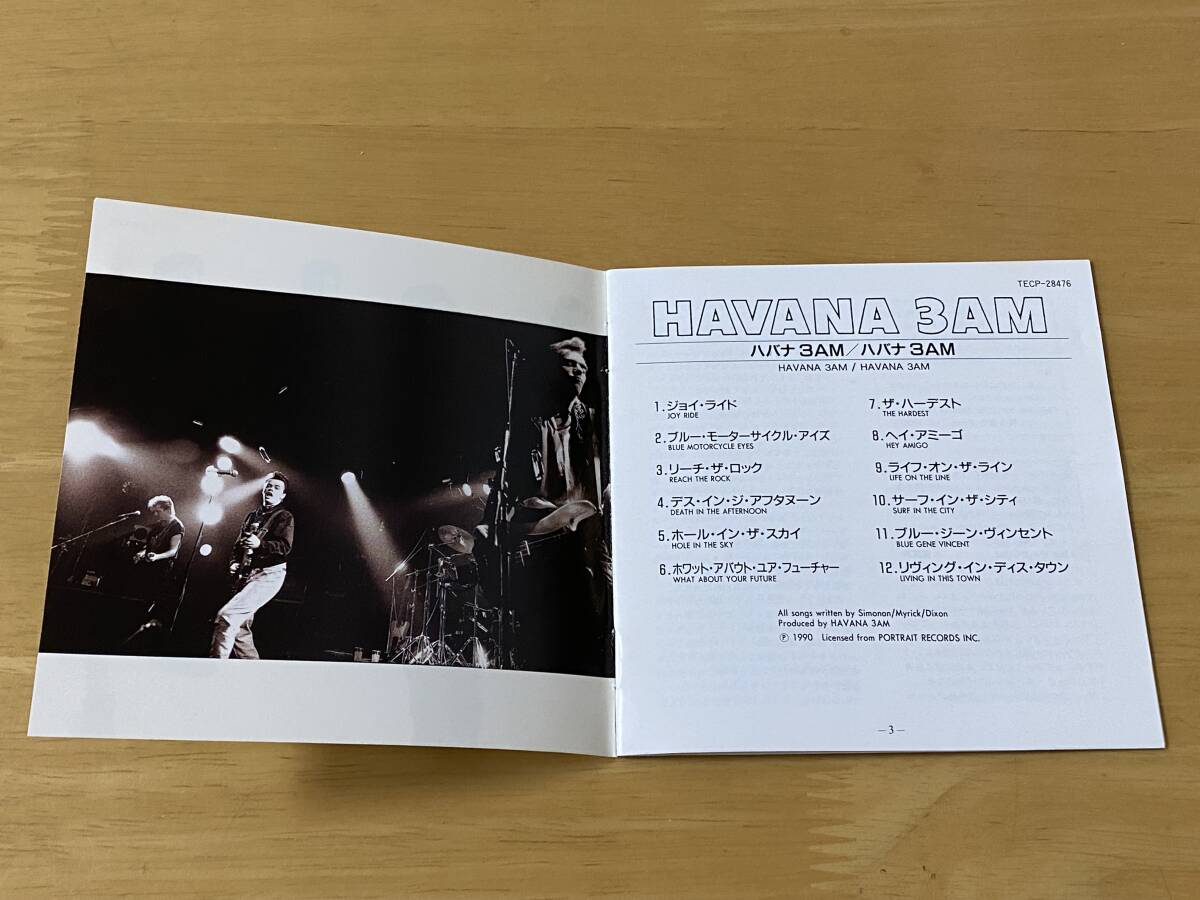 TECP-28476
HAVANA 3AM
ハバナ 3AM／ハバナ 3AM
HAVANA 3AM / HAVANA 3AM
1.ジョイ・ライド
JOY RIDE
2.ブルー・モーターサイクル・アイズ
BLUE MOTORCYCLE EYES
3.リーチ・ザ・ロック
REACH THE ROCK
4.デス・イン・ジ・アフタヌーン
DEATH IN THE AFTERNOON
5.ホール・イン・ザ・スカイ
HOLE IN THE SKY
6.ホワット・アバウト・ユア・フューチャー
WHAT ABOUT YOUR FUTURE
7.ザ・ハーデスト
THE HARDEST
8.ヘイ・アミーゴ
HEY AMIGO
9.ライフ・オン・ザ・ライン
LIFE ON THE LINE
10.サーフ・イン・ザ・シティ
SURF IN THE CITY
11.ブルー・ジーン・ヴィンセント
BLUE GENE VINCENT
12.リヴィング・イン・ディス・タウン
LIVING IN THIS TOWN
All songs written by Simonon/Myrick/Dixon
Produced by HAVANA 3AM
Ⓟ 1990 Licensed from PORTRAIT RECORDS INC.
—3—